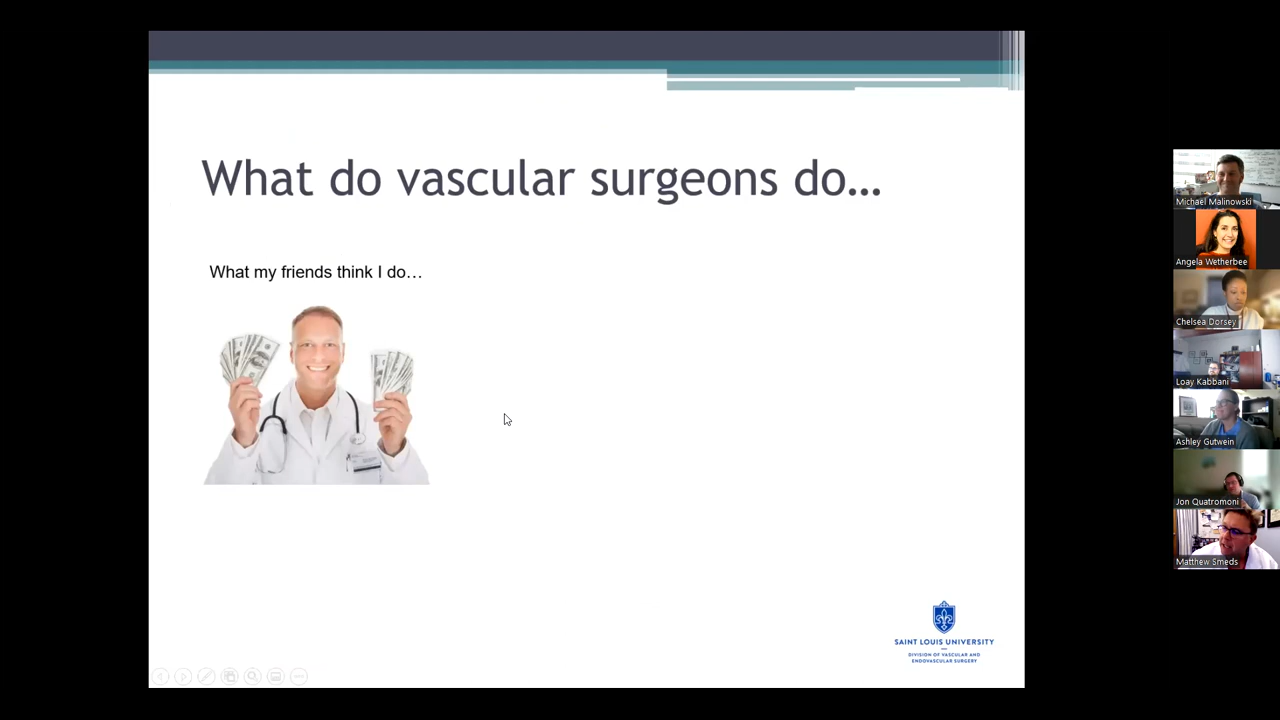 What do vascular surgeons do...
What my friends think I do...
SAINT LOUIS UNIVERSITY
DIVISION OF VASCULAR AND
ENDOVASCULAR SURGERY
Michael Malinowski
Angela Wetherbee
Chelsea Dorsey
Loay Kabbani
Ashley Gutwein
Jon Quatromoni
Matthew Smeds